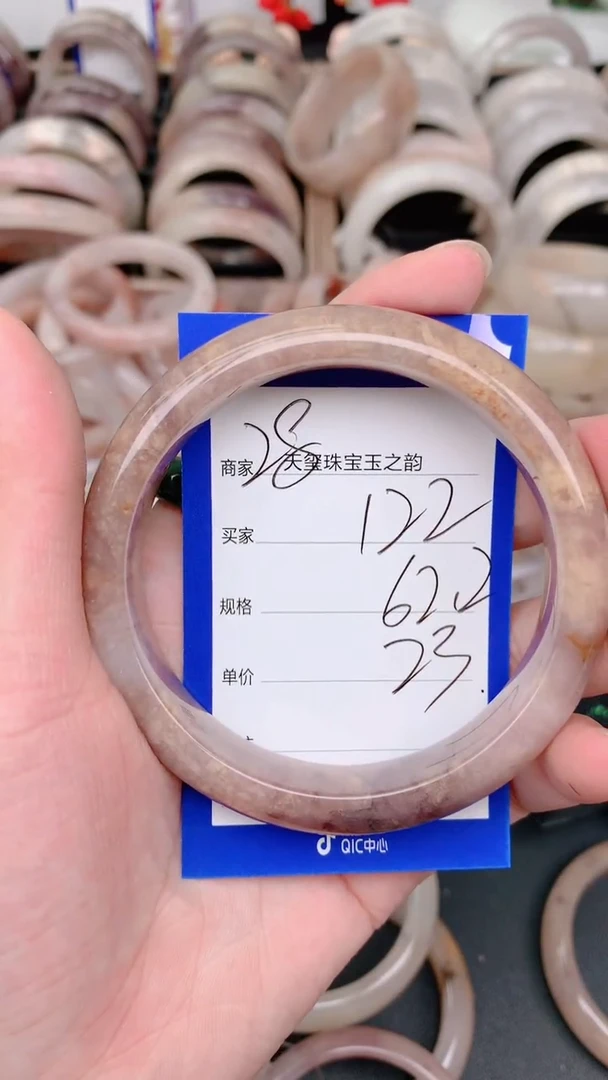 28
商家 天玺珠宝玉之韵
买家 122
规格 62.2
单价 23.
QIC中心